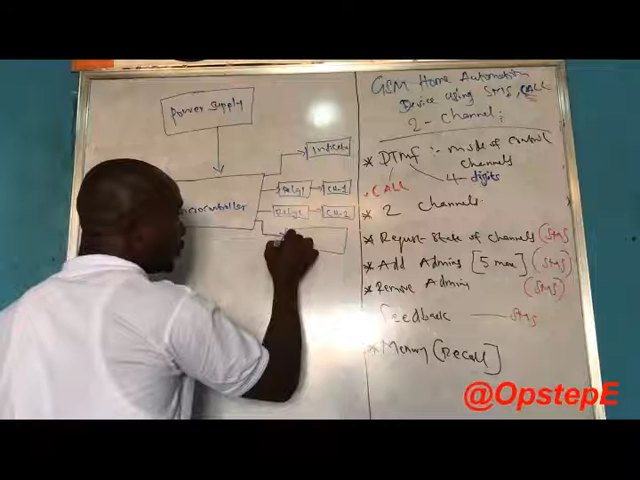 Power Supply
Indicator
Relay1 CH-1
Relay2 CH-2
GSM Home Automation
Device using SMS, CALL
2 - Channel;
* DTMF :- mode of control
channels
CALL
4 - digits
* 2 channels.
* Request State of Channels (SMS)
* Add Admins [5 max] (SMS)
* Remove Admin (SMS)
Feedback — SMS
* Memory (Recall]
@OpstepE